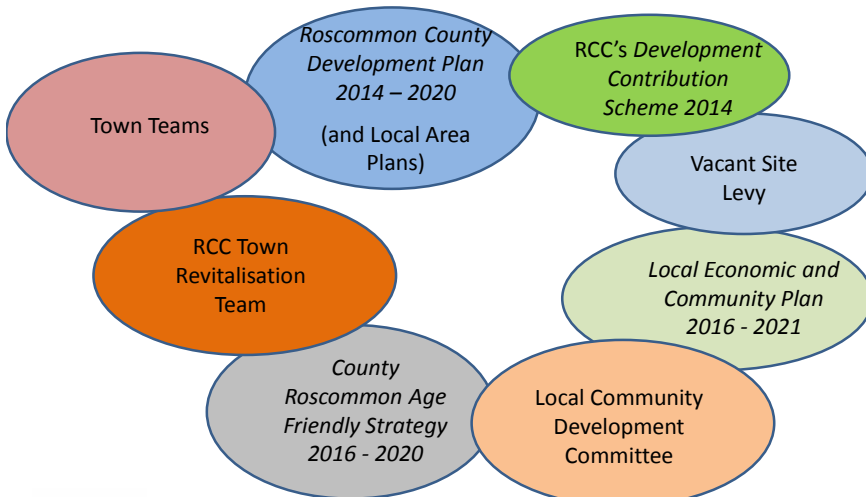 Roscommon County
Development Plan
2014 – 2020
(and Local Area
Plans)
RCC's Development
Contribution
Scheme 2014
Town Teams
Vacant Site
Levy
RCC Town
Revitalisation
Team
Local Economic and
Community Plan
2016 - 2021
County
Roscommon Age
Friendly Strategy
2016 - 2020
Local Community
Development
Committee